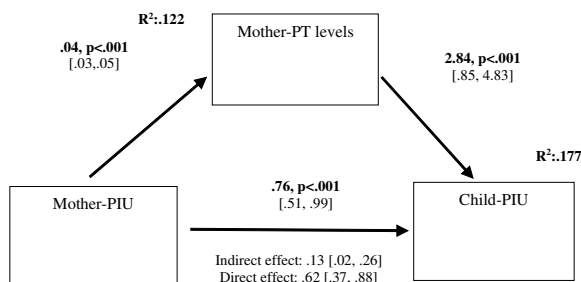 R²:.122
Mother-PT levels
.04, p<.001
[.03,.05]
2.84, p<.001
[.85, 4.83]
R²:.177
Mother-PIU
.76, p<.001
[.51, .99]
Child-PIU
Indirect effect: .13 [.02, .26]
Direct effect: .62 [.37, .88]